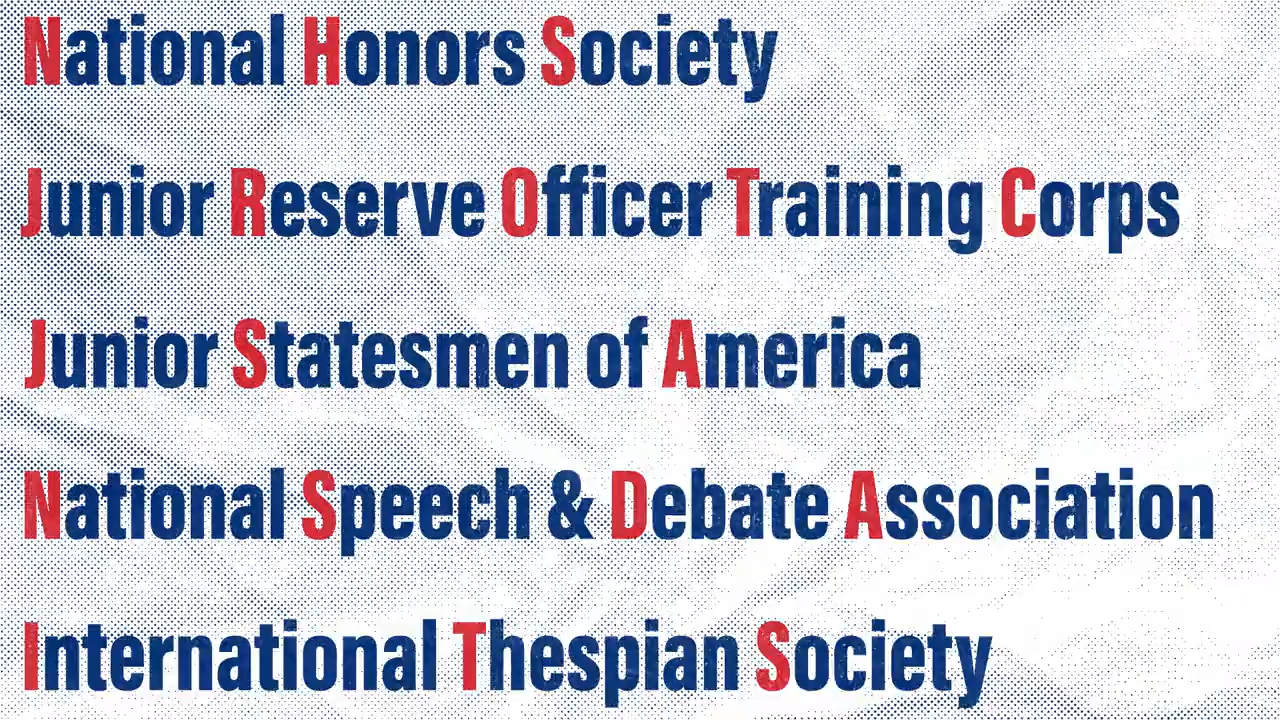 National Honors Society
Junior Reserve Officer Training Corps
Junior Statesmen of America
National Speech & Debate Association
International Thespian Society